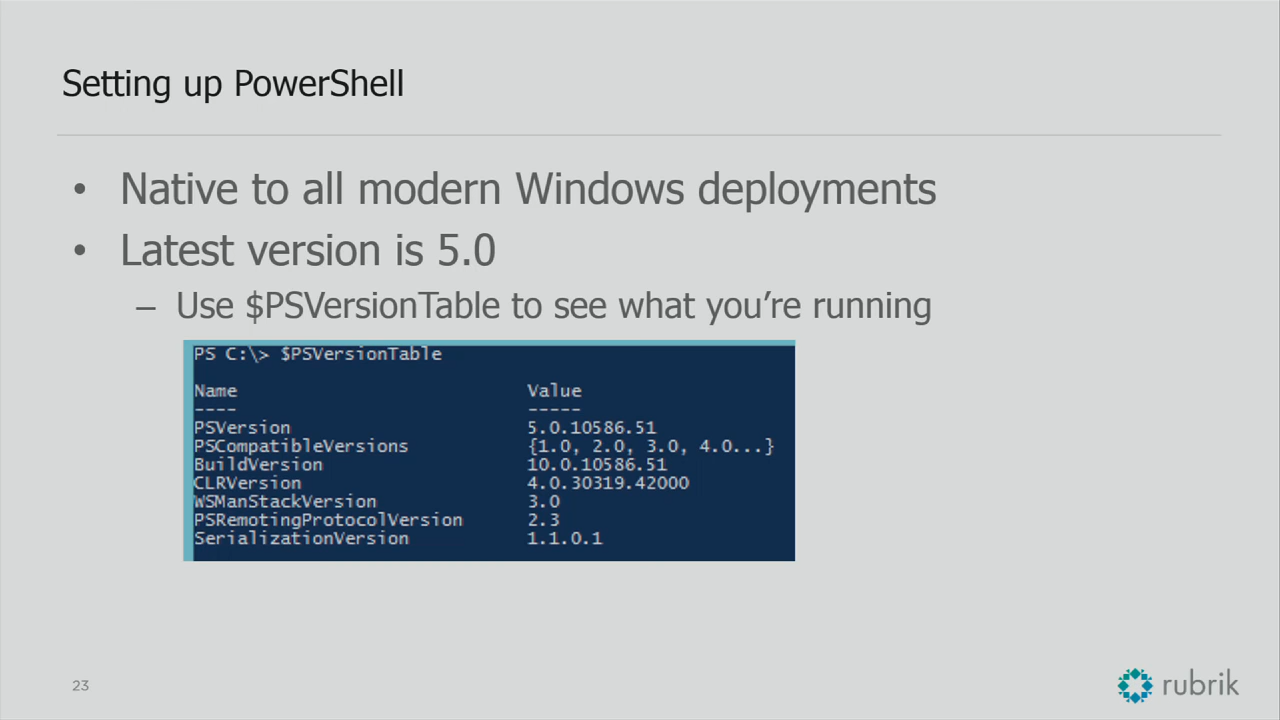 Setting up PowerShell
• Native to all modern Windows deployments
• Latest version is 5.0
– Use $PSVersionTable to see what you’re running
PS C:\> $PSVersionTable
Name Value
---- -----
PSVersion 5.0.10586.51
PSCompatibleVersions {1.0, 2.0, 3.0, 4.0...}
BuildVersion 10.0.10586.51
CLRVersion 4.0.30319.42000
WSManStackVersion 3.0
PSRemotingProtocolVersion 2.3
SerializationVersion 1.1.0.1
23
rubrik